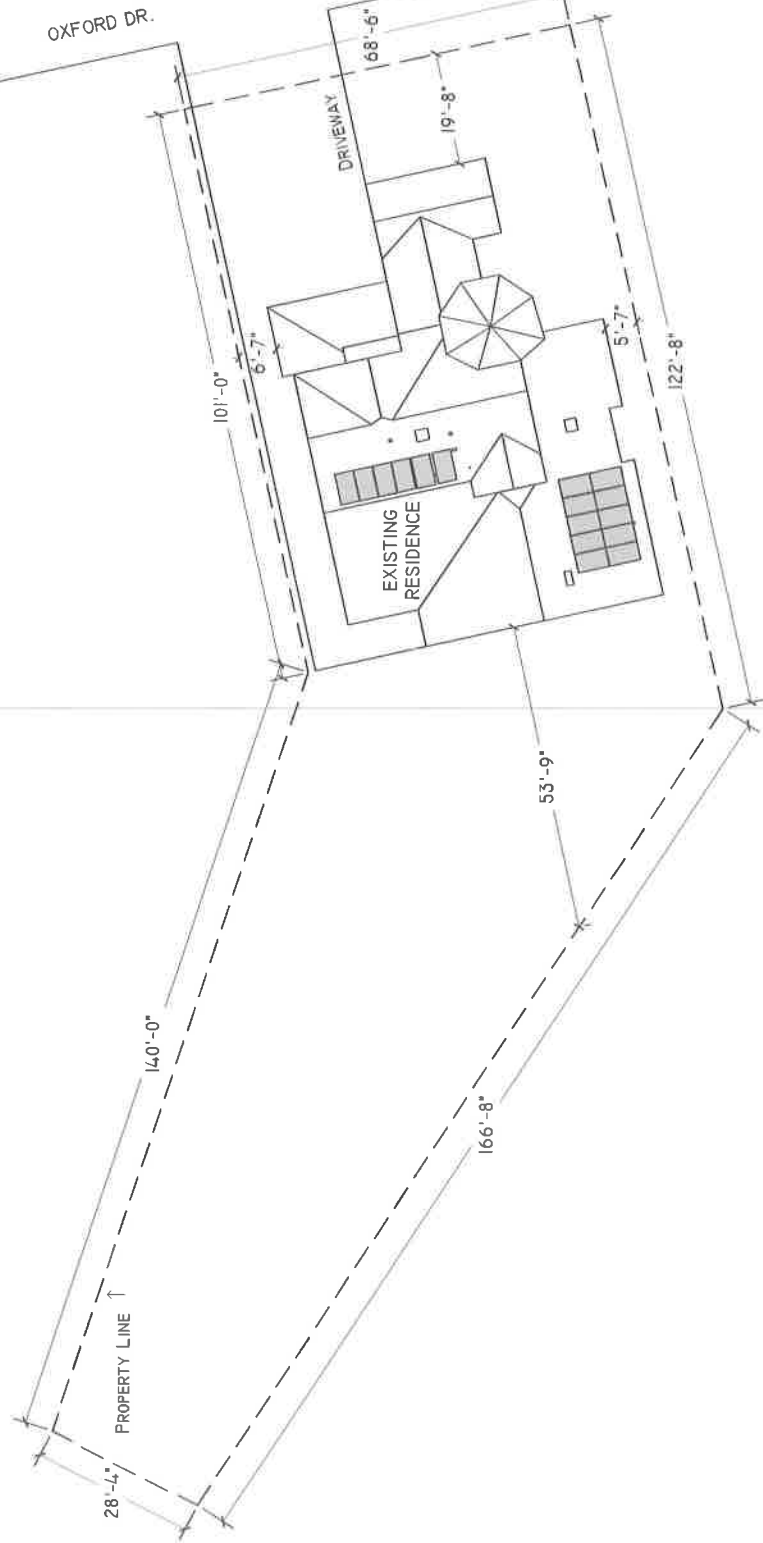 OXFORD DR.
68'-6"
DRIVEWAY
19'-8"
6'-7"
101'-0"
5'-7"
122'-8"
EXISTING
RESIDENCE
53'-9"
140'-0"
166'-8"
PROPERTY LINE →
28'-4"